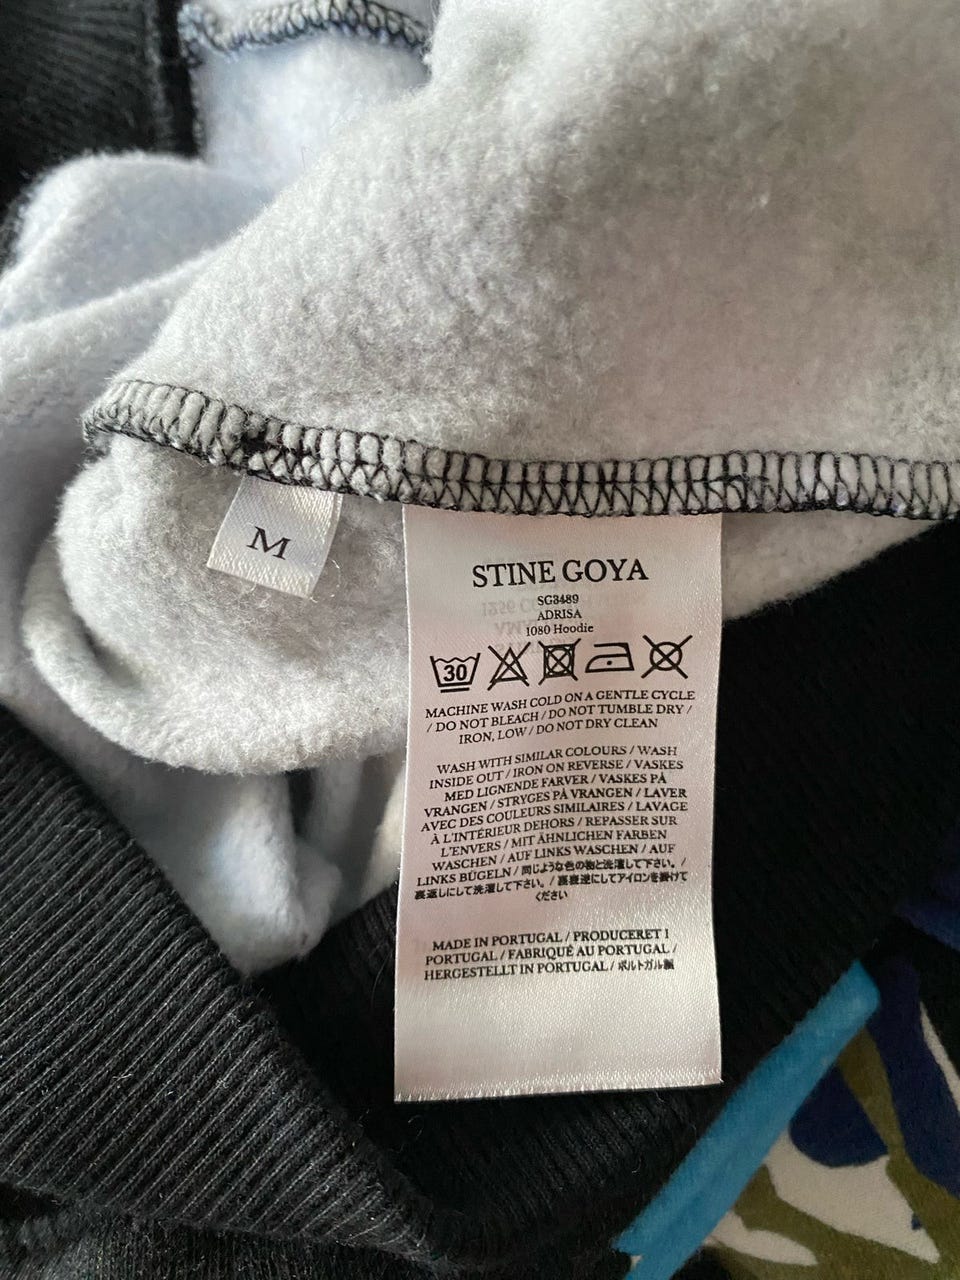 M
STINE GOYA
SG3489
ADRISA
1080 Hoodie
30
MACHINE WASH COLD ON A GENTLE CYCLE
/ DO NOT BLEACH / DO NOT TUMBLE DRY /
IRON, LOW / DO NOT DRY CLEAN
WASH WITH SIMILAR COLOURS / WASH
INSIDE OUT / IRON ON REVERSE / VASKES
MED LIGNENDE FARVER / VASKES PÅ
VRANGEN / STRYGES PÅ VRANGEN / LAVER
AVEC DES COULEURS SIMILAIRES / LAVAGE
À L'INTÉRIEUR DEHORS / REPASSER SUR
L'ENVERS / MIT ÄHNLICHEN FARBEN
WASCHEN / AUF LINKS WASCHEN / AUF
LINKS BÜGELN / 同じような色の物と洗濯して下さい。 /
裏返しにして洗濯して下さい。 / 裏表逆にしてアイロンを掛けて
ください
MADE IN PORTUGAL / PRODUCERET I
PORTUGAL / FABRIQUÉ AU PORTUGAL /
HERGESTELLT IN PORTUGAL / ポルトガル製